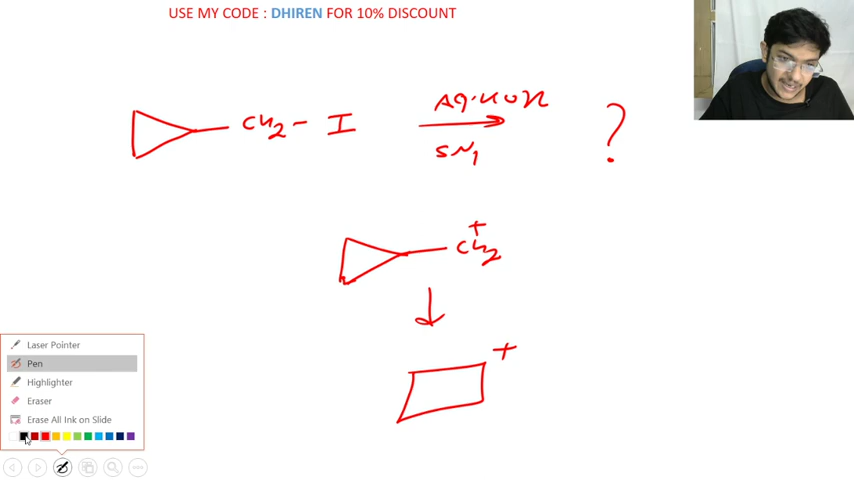 USE MY CODE : DHIREN FOR 10% DISCOUNT
CH2 - I
Aq. KOH
SN1
?
+
CH2
+
Laser Pointer
Pen
Highlighter
Eraser
Erase All Ink on Slide